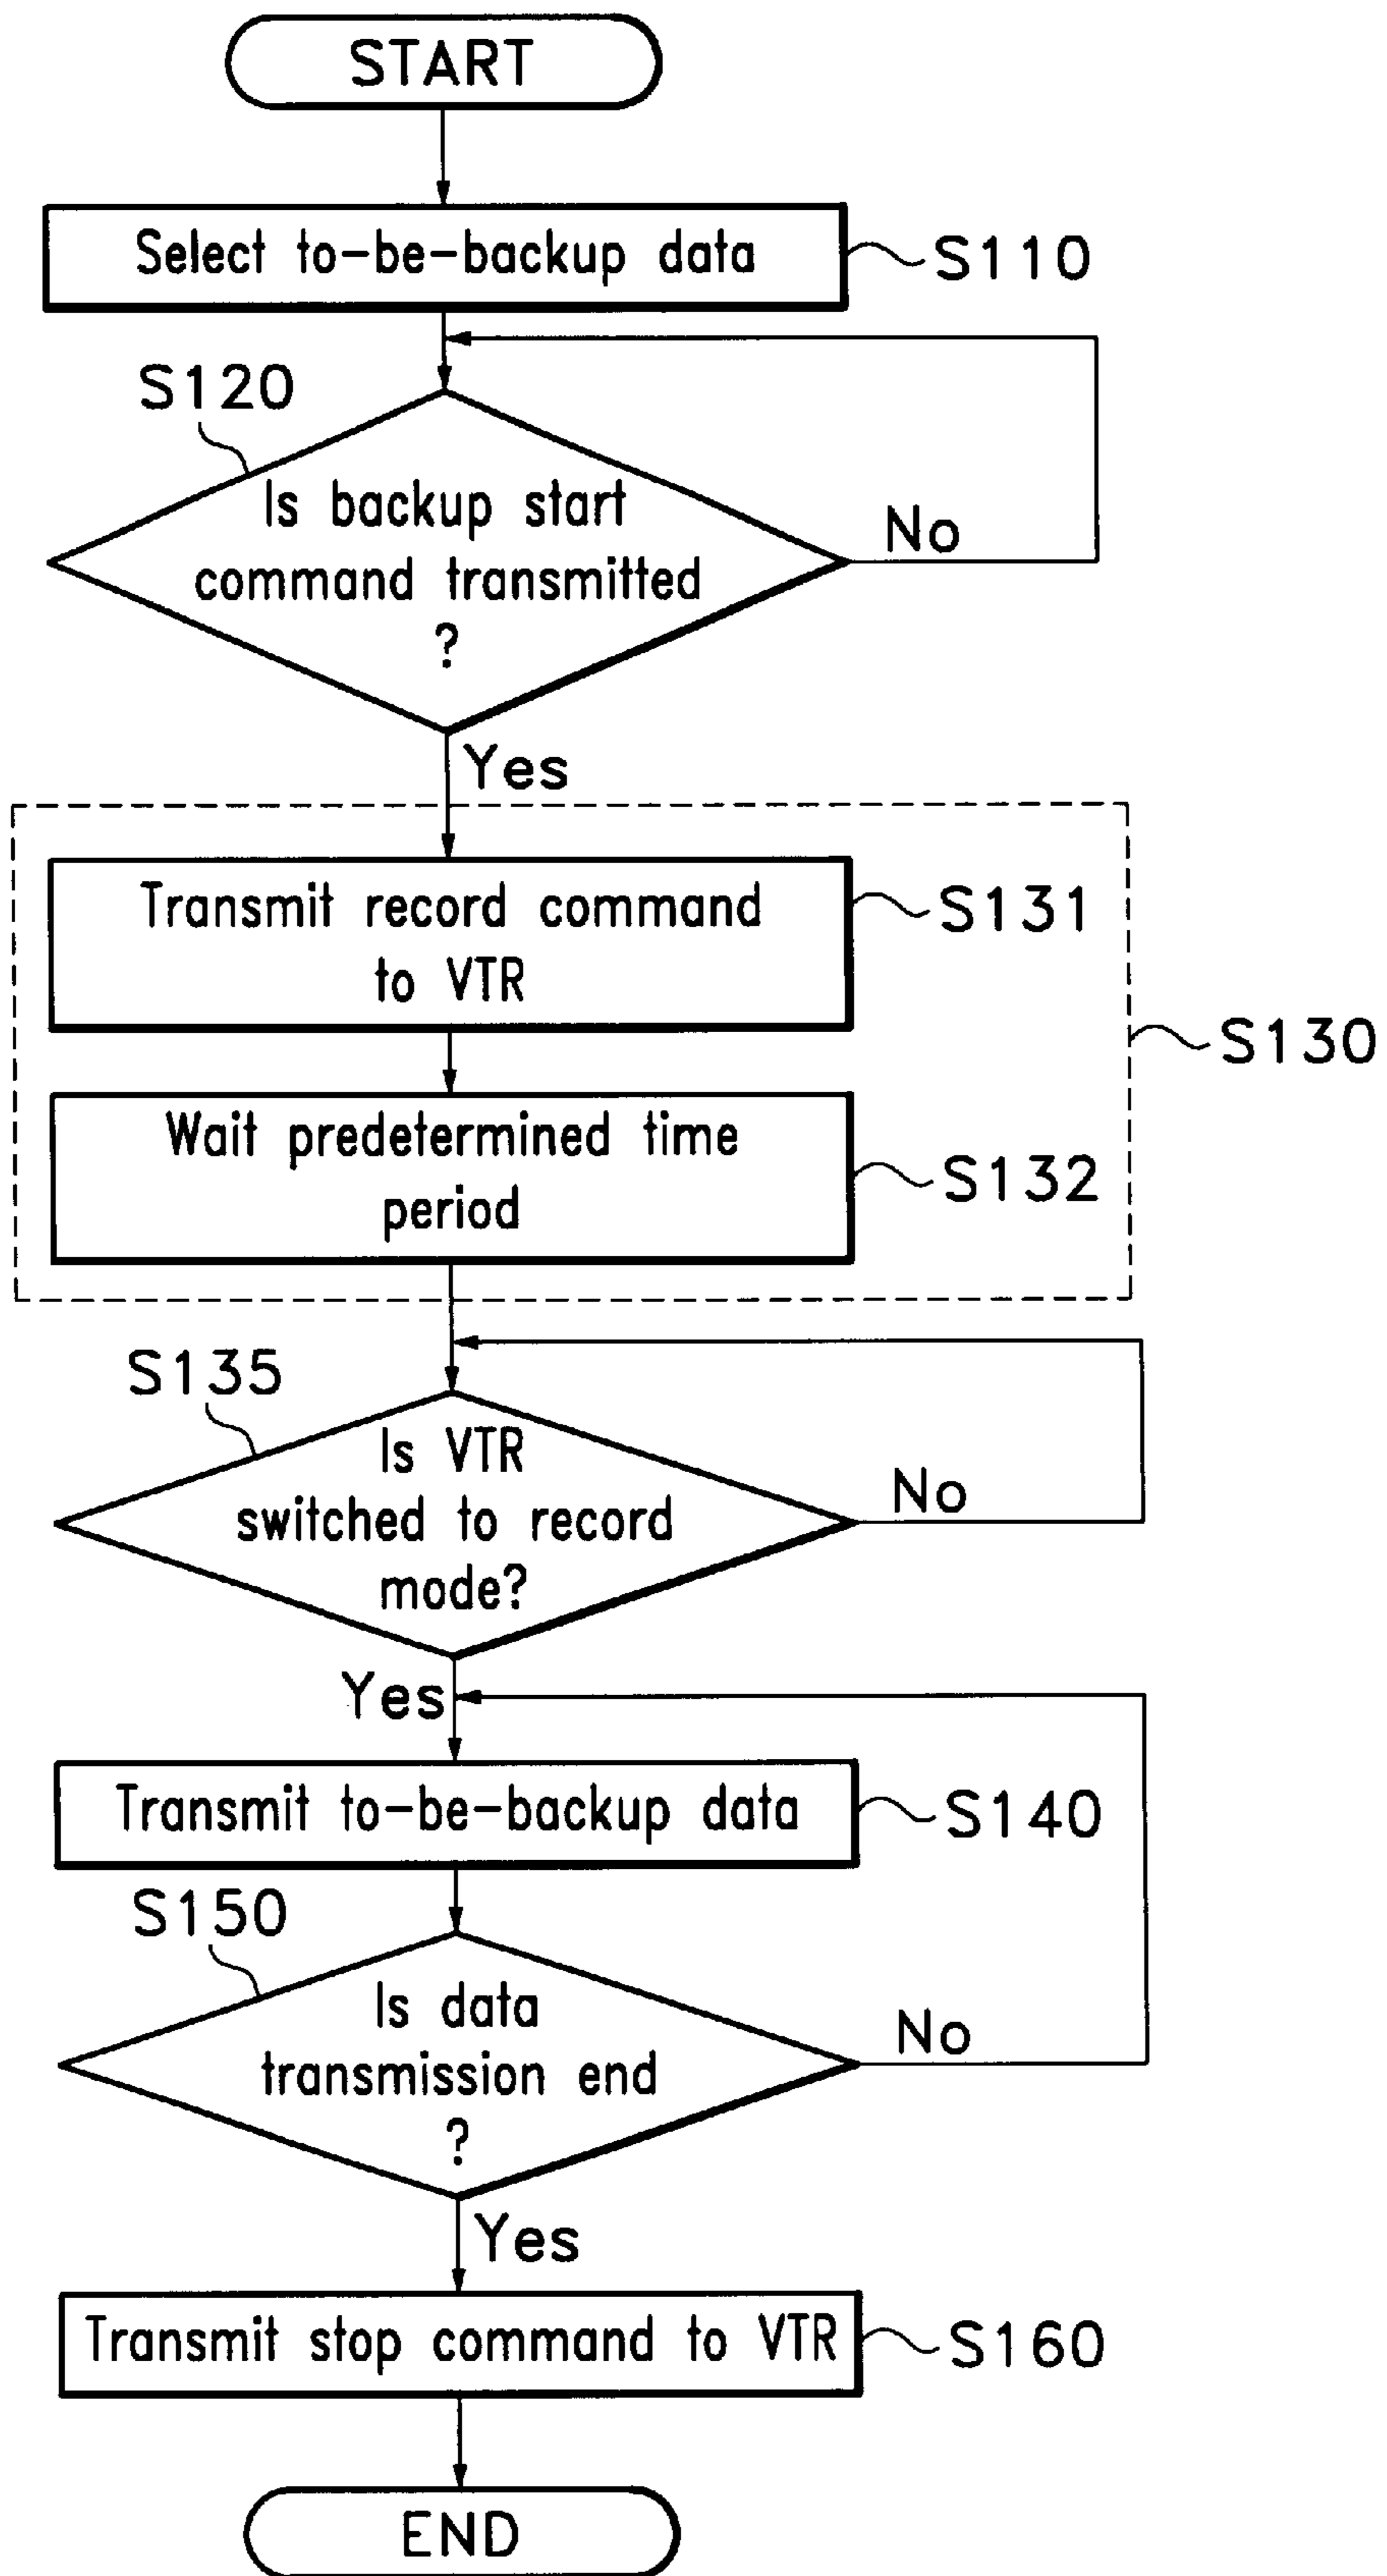 START
Select to-be-backup data
S110
S120
Is backup start
command transmitted
?
No
Yes
Transmit record command
to VTR
S131
S130
Wait predetermined time
period
S132
S135
Is VTR
switched to record
mode?
No
Yes
Transmit to-be-backup data
S140
S150
Is data
transmission end
?
No
Yes
Transmit stop command to VTR
S160
END